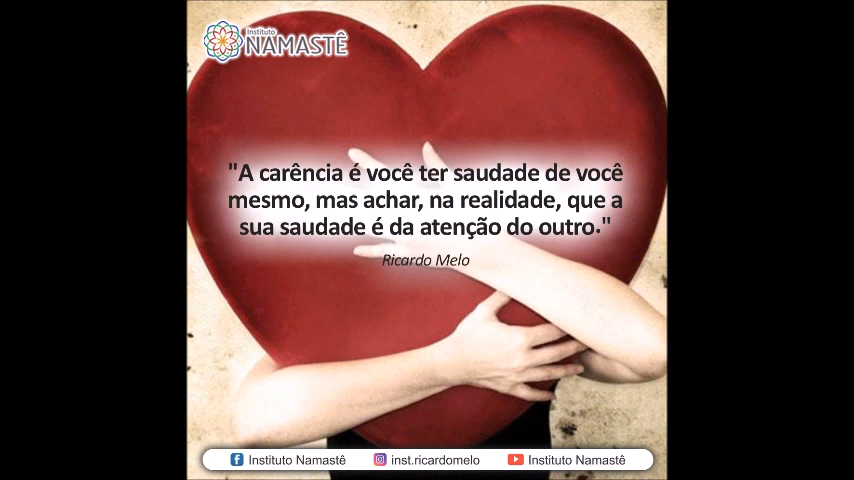 Instituto
NAMASTÊ
"A carência é você ter saudade de você
mesmo, mas achar, na realidade, que a
sua saudade é da atenção do outro."
Ricardo Melo
Instituto Namastê inst.ricardomelo Instituto Namastê